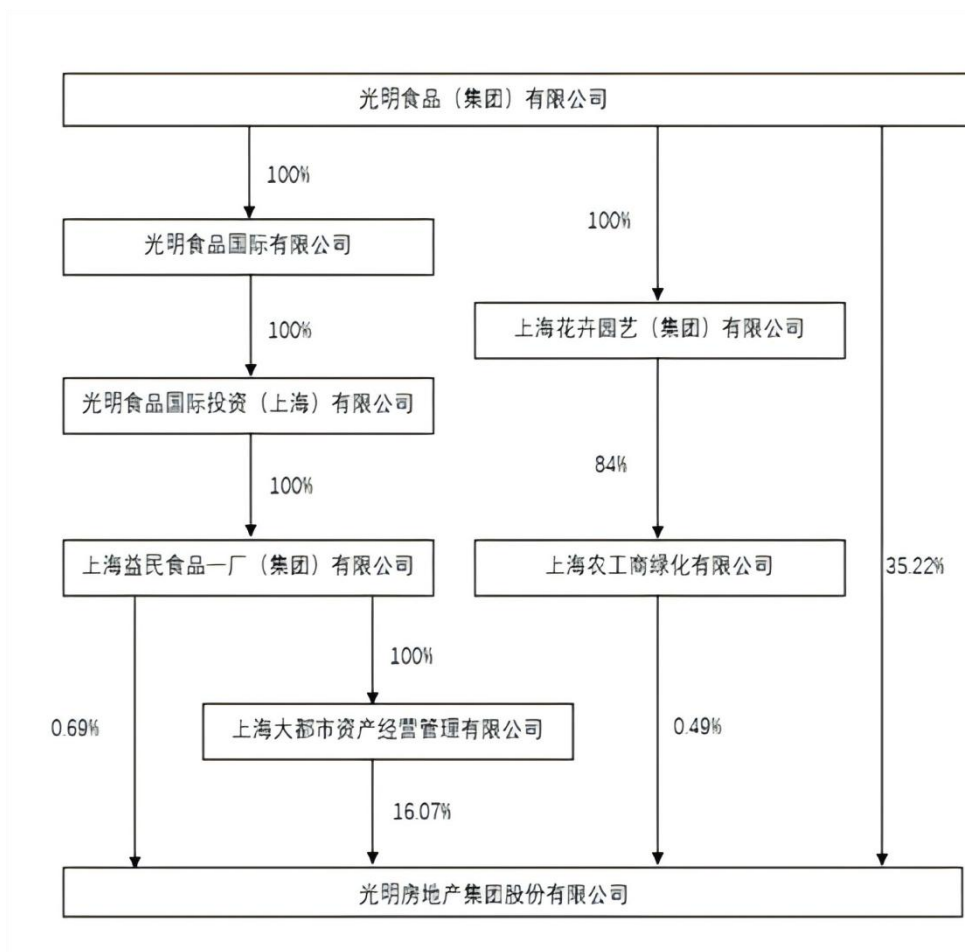 光明食品（集团）有限公司
100%
光明食品国际有限公司
100%
100%
上海花卉园艺（集团）有限公司
光明食品国际投资（上海）有限公司
84%
100%
上海益民食品一厂（集团）有限公司
上海农工商绿化有限公司
35.22%
100%
0.69%
上海大都市资产经营管理有限公司
0.49%
16.07%
光明房地产集团股份有限公司